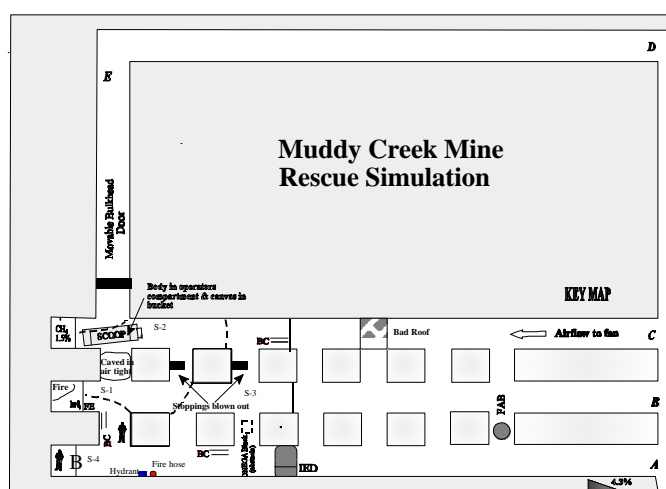 D
E
Muddy Creek Mine
Rescue Simulation
Movable Bulkhead
Door
Body in operators
compartment & canvas in
bucket
KEY MAP
CH4
1.5%
SCOOP
S-2
BC
Bad Roof
Airflow to fan
C
Caved in
air tight
Fire
S-1
S-3
Stoppings blown out
FE
FAB
B
BC
BC
B
S-4
Hydrant
Fire hose
IED
A
4.3%